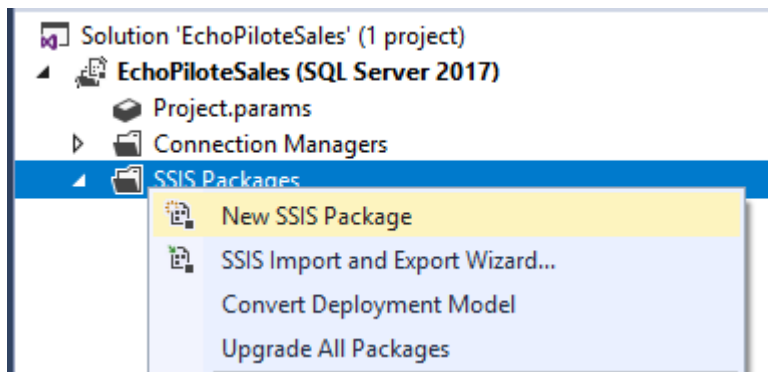 Solution 'EchoPiloteSales' (1 project)
EchoPiloteSales (SQL Server 2017)
Project.params
Connection Managers
SSIS Packages
New SSIS Package
SSIS Import and Export Wizard...
Convert Deployment Model
Upgrade All Packages